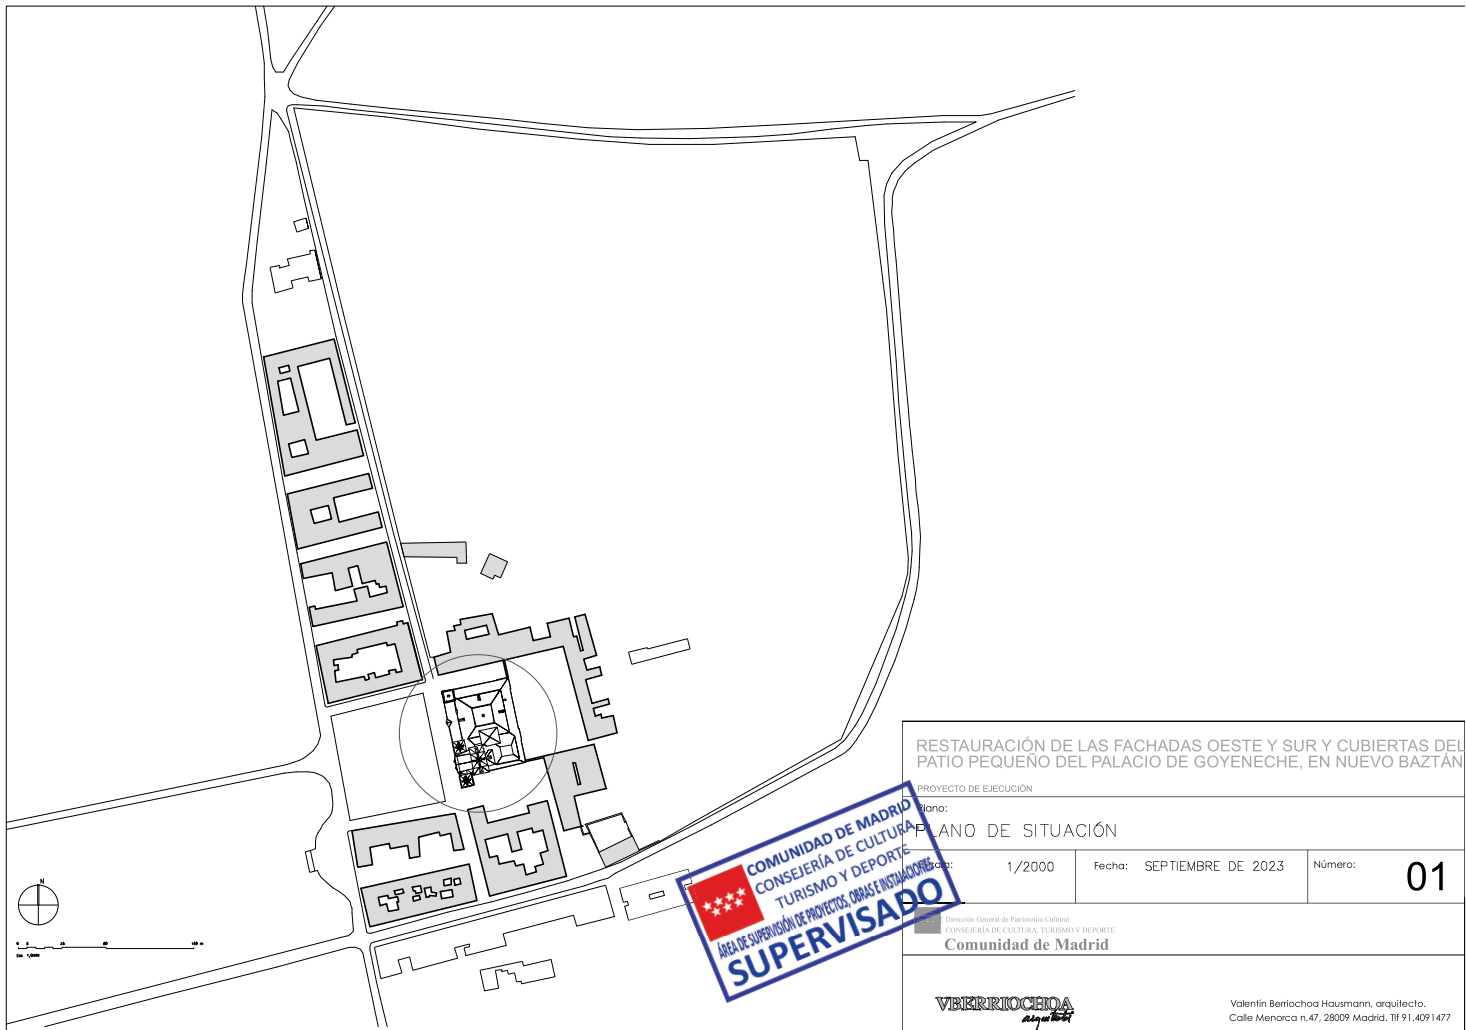 RESTAURACIÓN DE LAS FACHADAS OESTE Y SUR Y CUBIERTAS DEL
PATIO PEQUEÑO DEL PALACIO DE GOYENECHE, EN NUEVO BAZTÁN
PROYECTO DE EJECUCIÓN
Plano:
PLANO DE SITUACIÓN
1/2000
Fecha: SEPTIEMBRE DE 2023
Número:
01
Dirección General de Patrimonio Cultural
CONSEJERÍA DE CULTURA, TURISMO Y DEPORTE
Comunidad de Madrid
VBERRIOCHOA
arquitecto
Valentín Berriochoa Hausmann, arquitecto.
Calle Menorca n.47, 28009 Madrid. Tlf 91.4091477
COMUNIDAD DE MADRID
CONSEJERÍA DE CULTURA,
TURISMO Y DEPORTE
ÁREA DE SUPERVISIÓN DE PROYECTOS, OBRAS E INSTALACIONES
SUPERVISADO
N